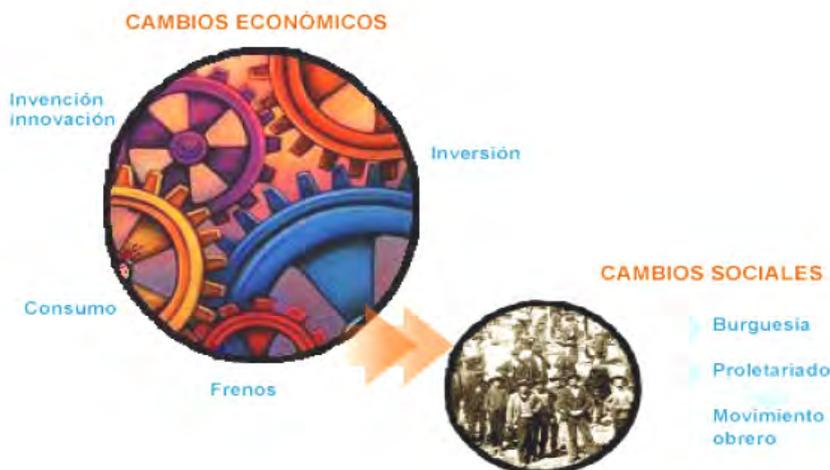 CAMBIOS ECONÓMICOS
Invención
innovación
Inversión
Consumo
Frenos
CAMBIOS SOCIALES
Burguesía
Proletariado
Movimiento
obrero